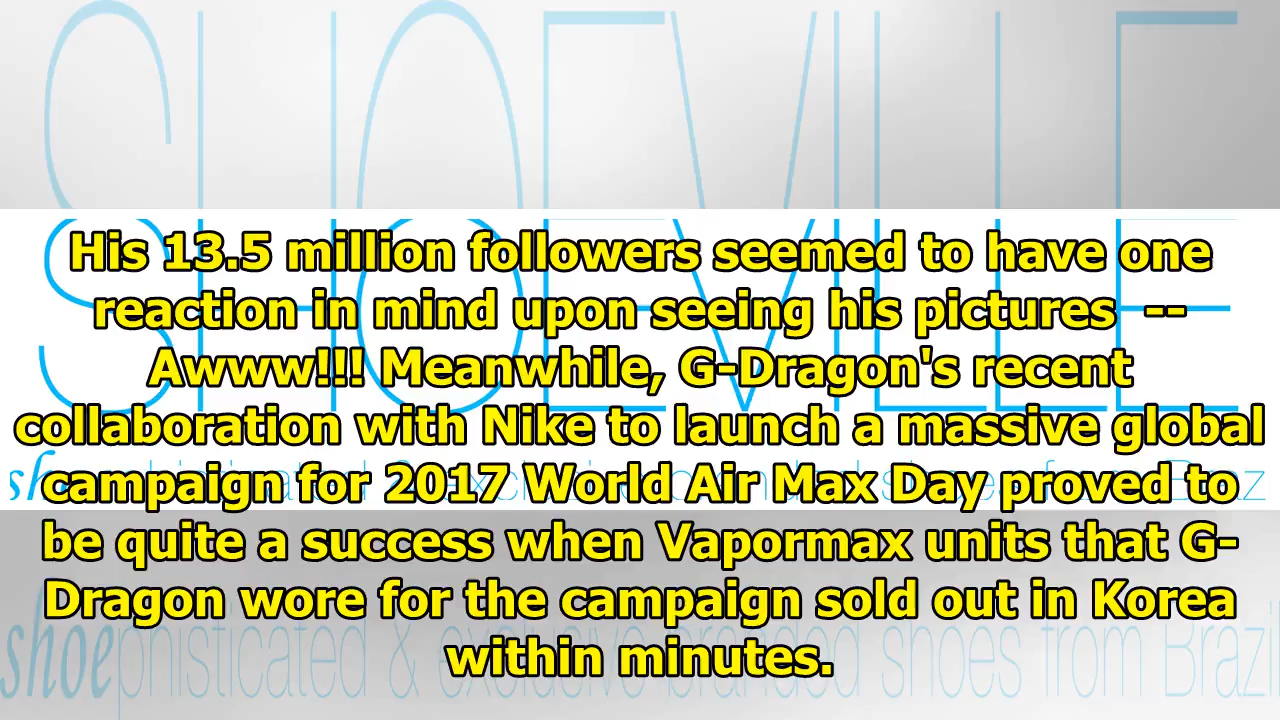 SHOEVILLE
His 13.5 million followers seemed to have one
reaction in mind upon seeing his pictures -- 
Awww!!! Meanwhile, G-Dragon's recent
collaboration with Nike to launch a massive global
campaign for 2017 World Air Max Day proved to
be quite a success when Vapormax units that G-
Dragon wore for the campaign sold out in Korea
within minutes.
shoephisticated & exclusive branded shoes from Brazil